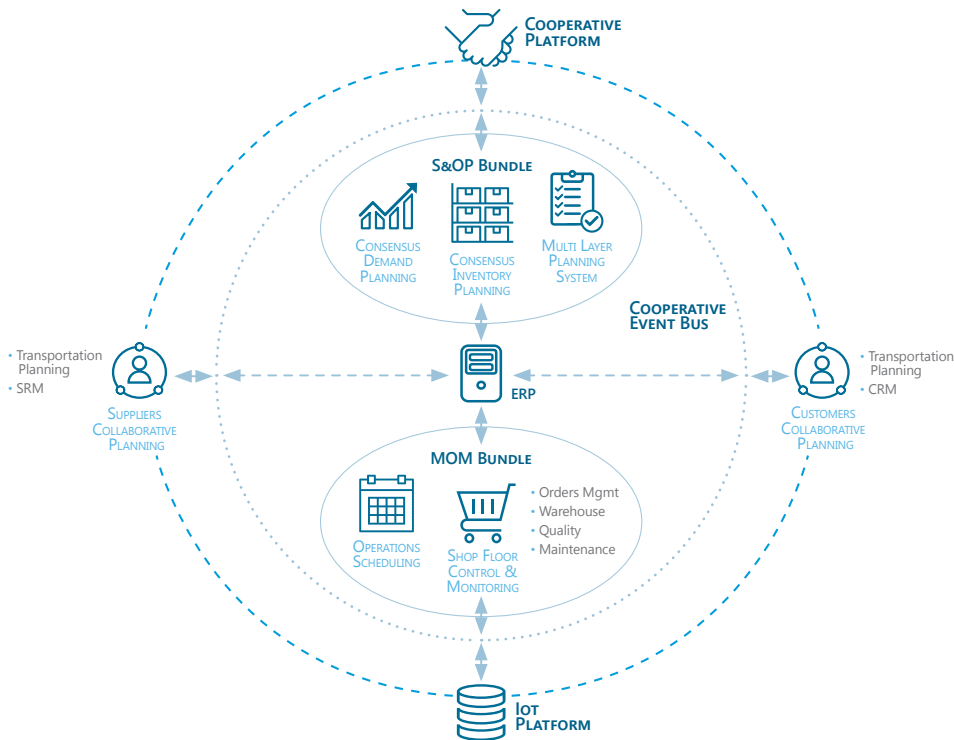 Cooperative
Platform
S&OP Bundle
Consensus
Demand
Planning
Consensus
Inventory
Planning
Multi Layer
Planning
System
Cooperative
Event Bus
• Transportation
Planning
• SRM
Suppliers
Collaborative
Planning
ERP
• Transportation
Planning
• CRM
Customers
Collaborative
Planning
MOM Bundle
Operations
Scheduling
Shop Floor
Control &
Monitoring
• Orders Mgmt
• Warehouse
• Quality
• Maintenance
Iot
Platform